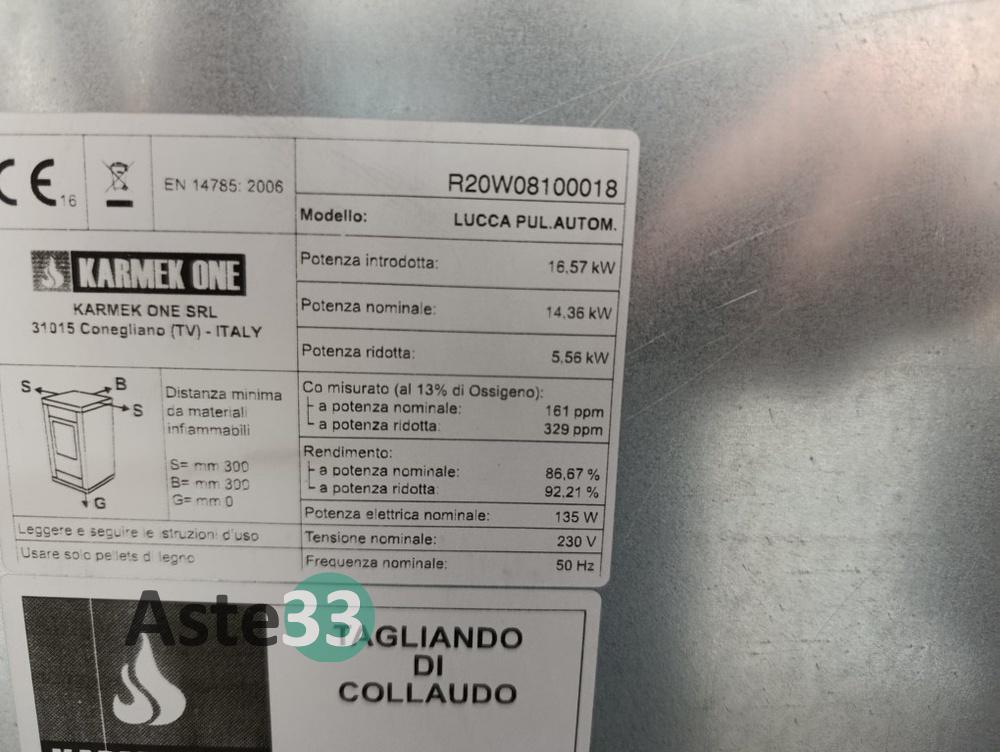 CE 16
EN 14785: 2006
R20W08100018
Modello: LUCCA PUL.AUTOM.
KARMEK ONE
KARMEK ONE SRL
31015 Conegliano (TV) - ITALY
Potenza introdotta: 16,57 kW
Potenza nominale: 14,36 kW
Potenza ridotta: 5,56 kW
S B S G
Distanza minima
da materiali
infiammabili
S= mm 300
B= mm 300
G= mm 0
Co misurato (al 13% di Ossigeno):
a potenza nominale: 161 ppm
a potenza ridotta: 329 ppm
Rendimento:
a potenza nominale: 86,67 %
a potenza ridotta: 92,21 %
Potenza elettrica nominale: 135 W
Tensione nominale: 230 V
Frequenza nominale: 50 Hz
Leggere e seguire le istruzioni d'uso
Usare solo pellets di legno
Aste33
TAGLIANDO
DI
COLLAUDO